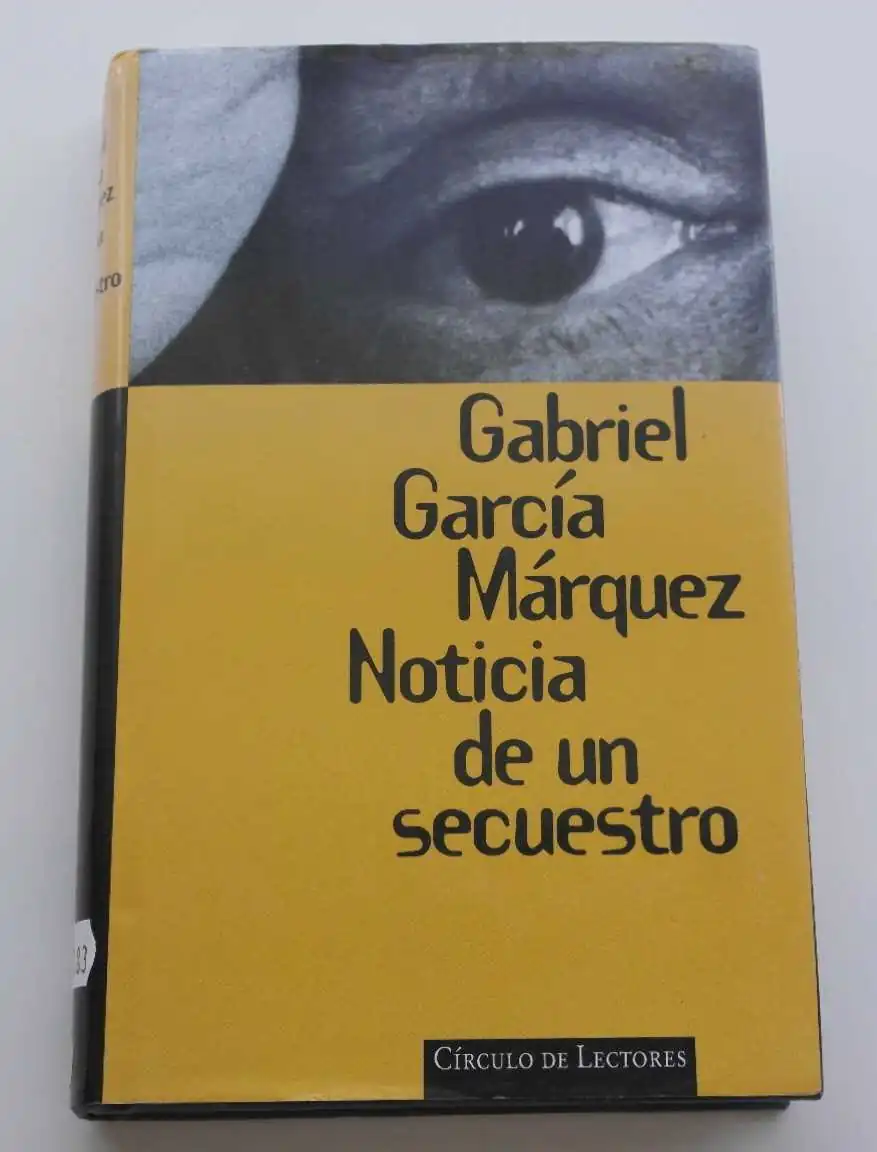 Gabriel
García
Márquez
Noticia
de un
secuestro
CÍRCULO DE LECTORES